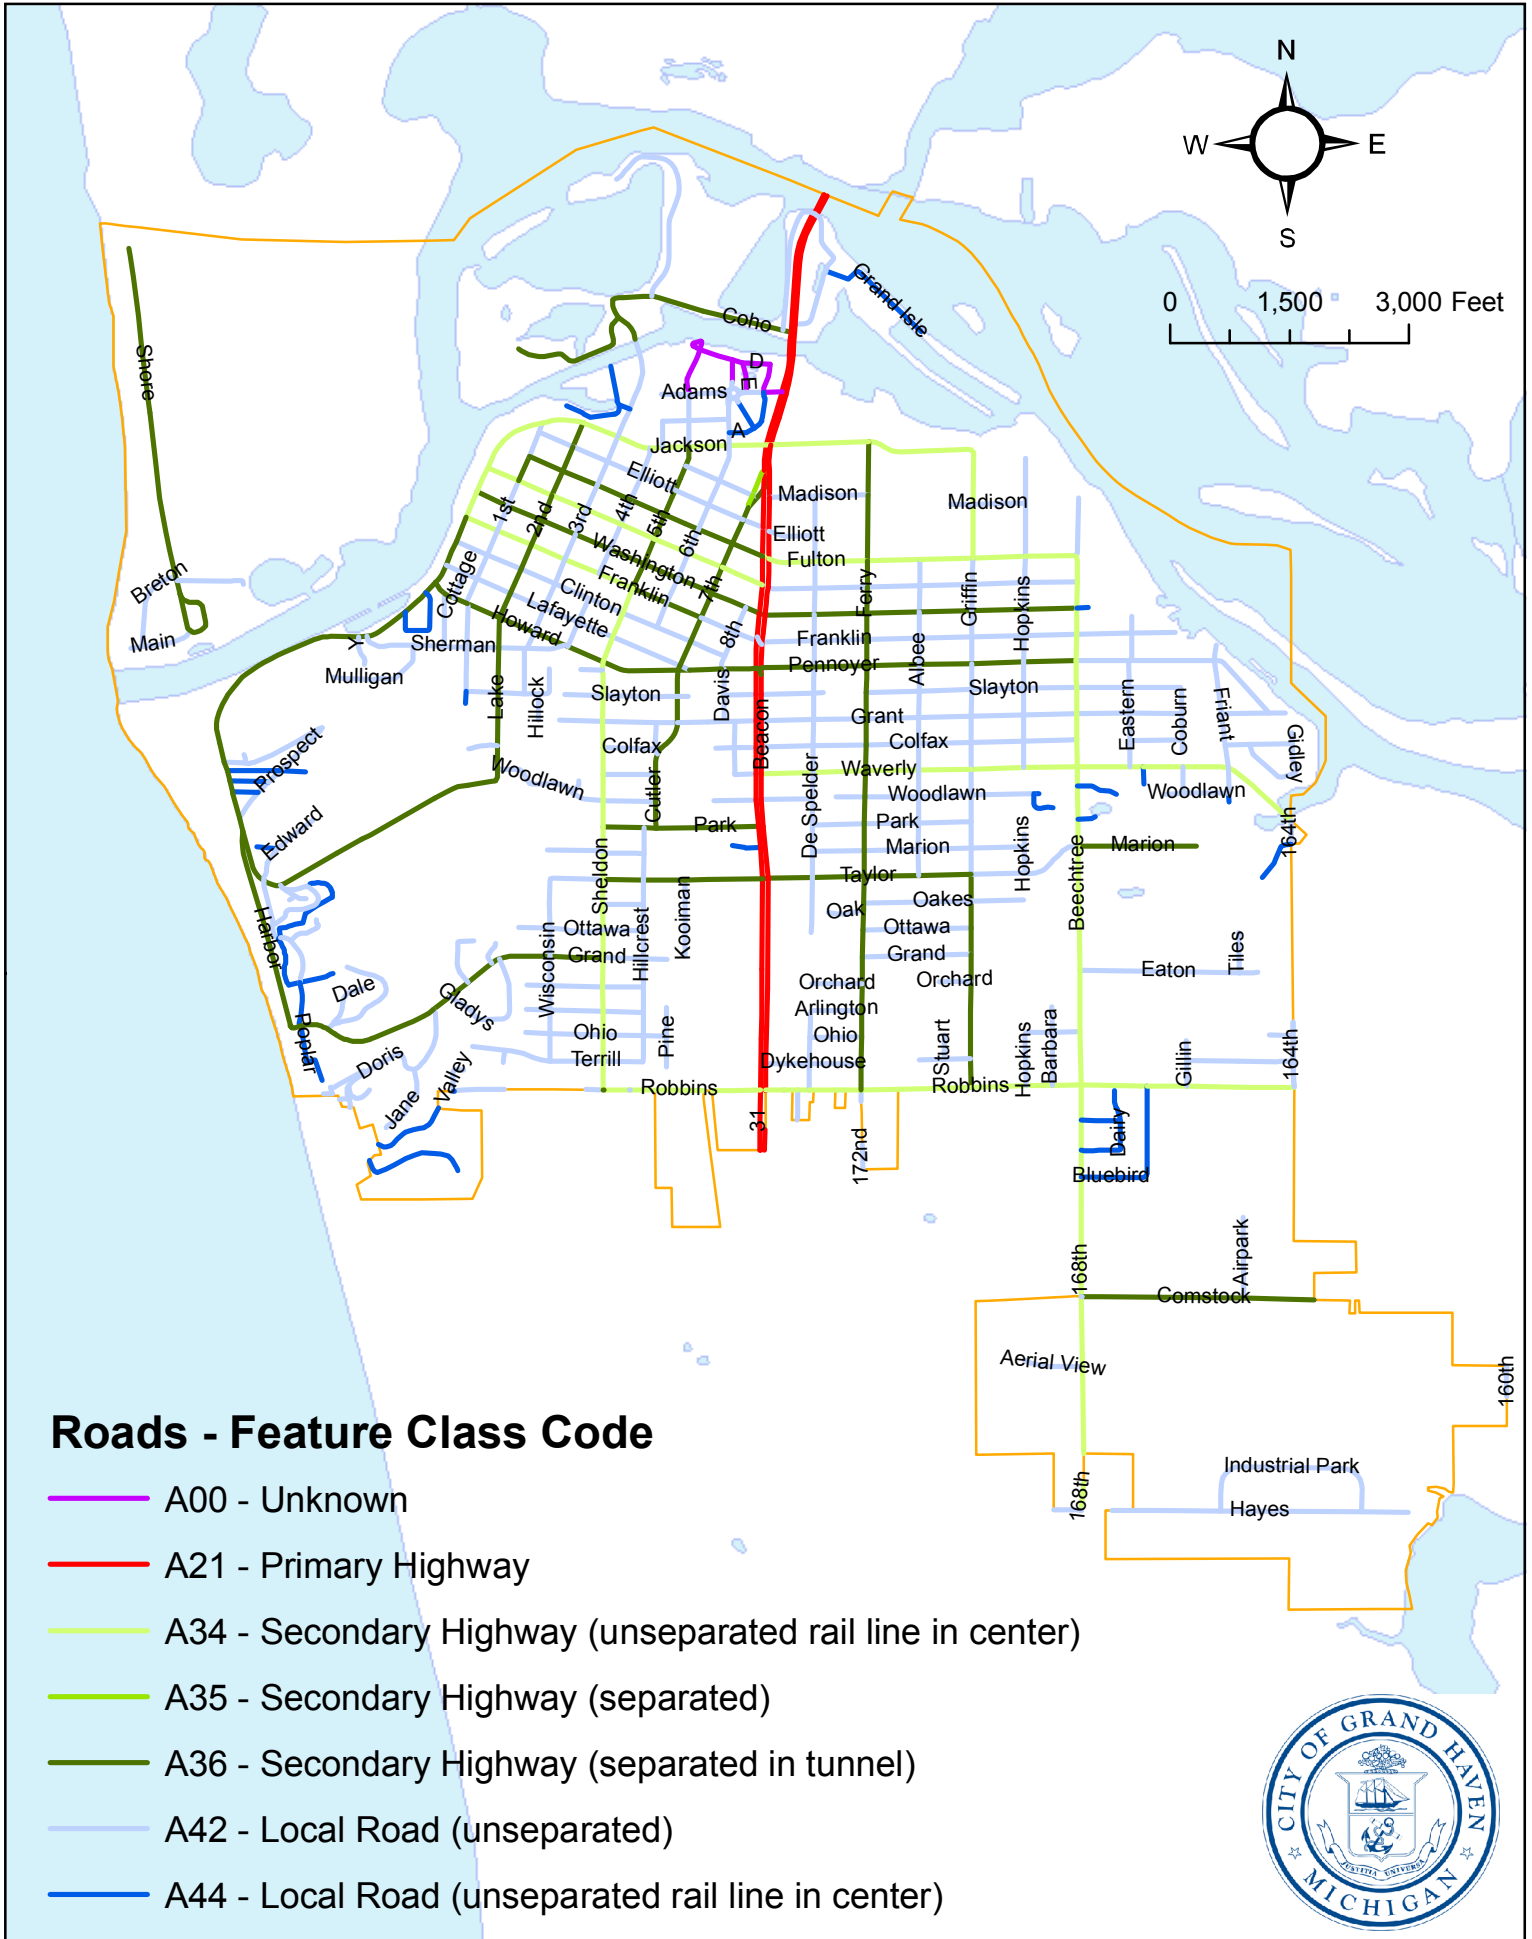 N
W
E
S
0 1,500 3,000 Feet
Grand Isle
Coho
Shore
D
E
Adams
A
Jackson
Elliott
Madison
Madison
1st
2nd
3rd
4th
5th
6th
7th
8th
Elliott
Fulton
Washington
Franklin
Clinton
Lafayette
Howard
Cottage
Breton
Main
Y
Sherman
Mulligan
Ferry
Griffin
Hopkins
Franklin
Pennoyer
Albee
Lake
Hillock
Slayton
Davis
Beacon
Slayton
Grant
Colfax
Colfax
Eastern
Coburn
Friant
Gidley
Prospect
Woodlawn
Cutler
Waverly
De Spelder
Woodlawn
Woodlawn
Edward
Park
Park
Marion
Marion
164th
Hopkins
Beechtree
Sheldon
Taylor
Oakes
Oak
Ottawa
Ottawa
Grand
Grand
Kooiman
Hillcrest
Wisconsin
Harbor
Dale
Gladys
Orchard
Orchard
Eaton
Tiles
Arlington
Ohio
Ohio
Poplar
Doris
Terrill
Pine
Dykehouse
Stuart
Hopkins
Barbara
Gillin
164th
Valley
Jane
Robbins
Robbins
31
172nd
Dairy
Bluebird
168th
Airpark
Comstock
Aerial View
160th
Industrial Park
168th
Hayes
Roads - Feature Class Code
A00 - Unknown
A21 - Primary Highway
A34 - Secondary Highway (unseparated rail line in center)
A35 - Secondary Highway (separated)
A36 - Secondary Highway (separated in tunnel)
A42 - Local Road (unseparated)
A44 - Local Road (unseparated rail line in center)
CITY OF GRAND HAVEN
JUSTITIA UNIVERSA
MICHIGAN